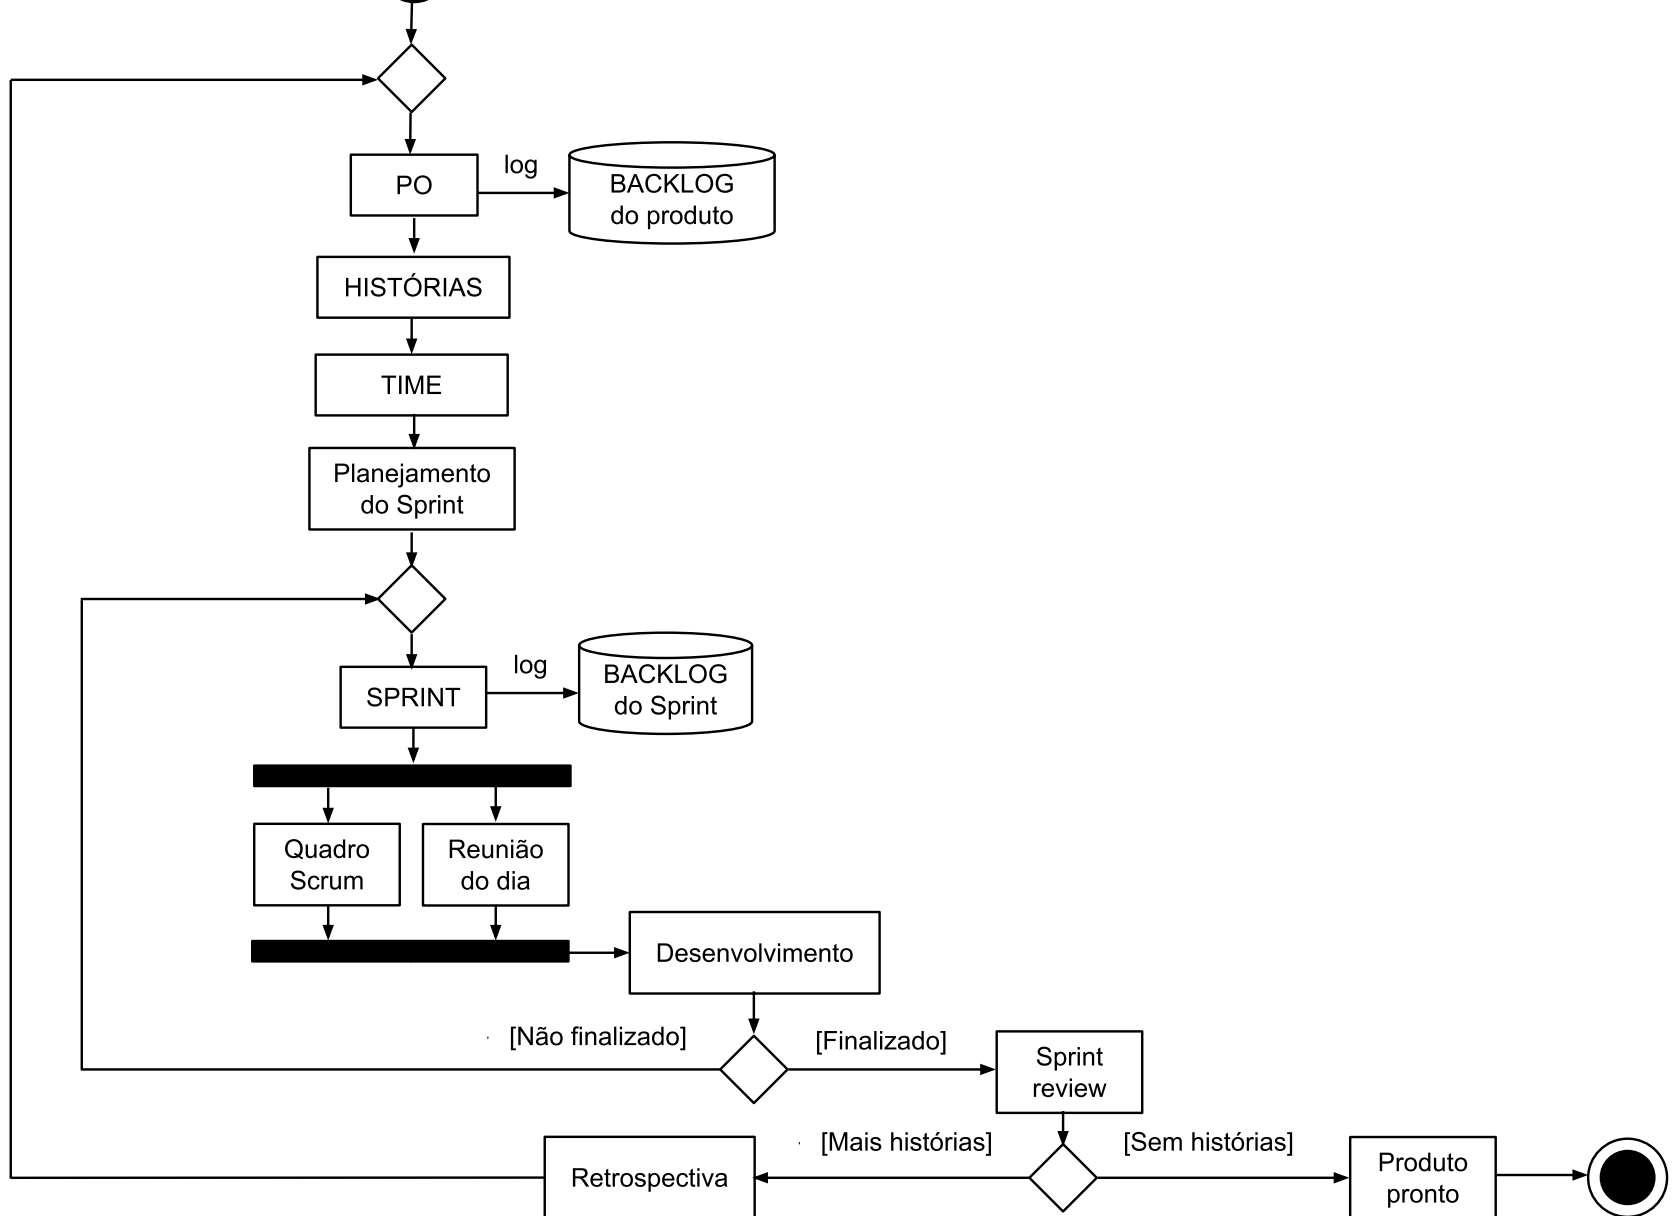 log
PO
BACKLOG
do produto
HISTÓRIAS
TIME
Planejamento
do Sprint
log
SPRINT
BACKLOG
do Sprint
Quadro
Scrum
Reunião
do dia
Desenvolvimento
[Não finalizado]
[Finalizado]
Sprint
review
[Mais histórias]
[Sem histórias]
Retrospectiva
Produto
pronto